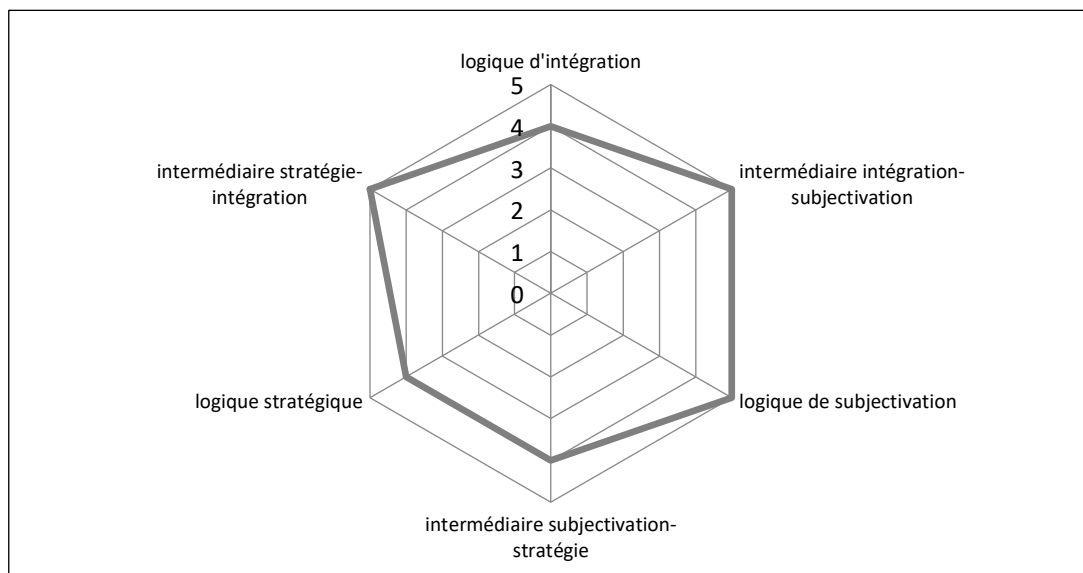 logique d'intégration
5
4
3
2
1
0
intermédiaire intégration-
subjectivation
logique de subjectivation
intermédiaire subjectivation-
stratégie
logique stratégique
intermédiaire stratégie-
intégration